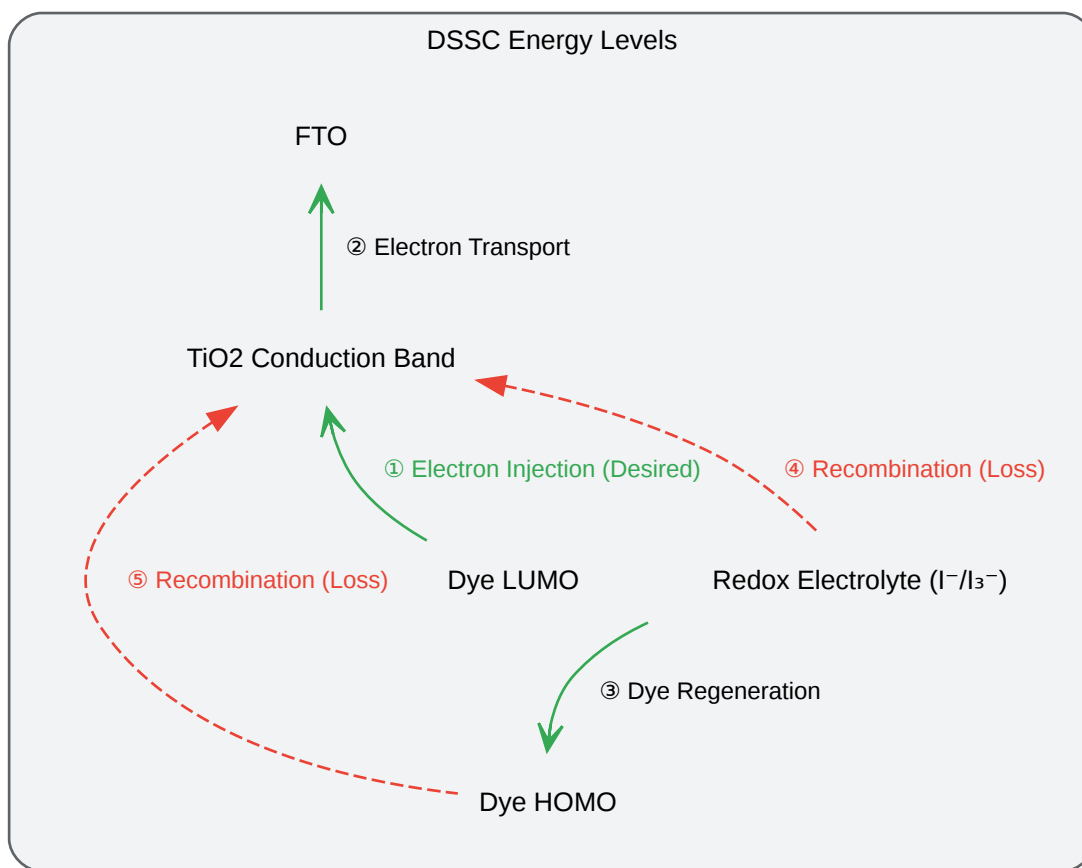 DSSC Energy Levels
FTO
② Electron Transport
TiO2 Conduction Band
① Electron Injection (Desired)
④ Recombination (Loss)
⑤ Recombination (Loss)
Dye LUMO
Redox Electrolyte (I⁻/I₃⁻)
③ Dye Regeneration
Dye HOMO